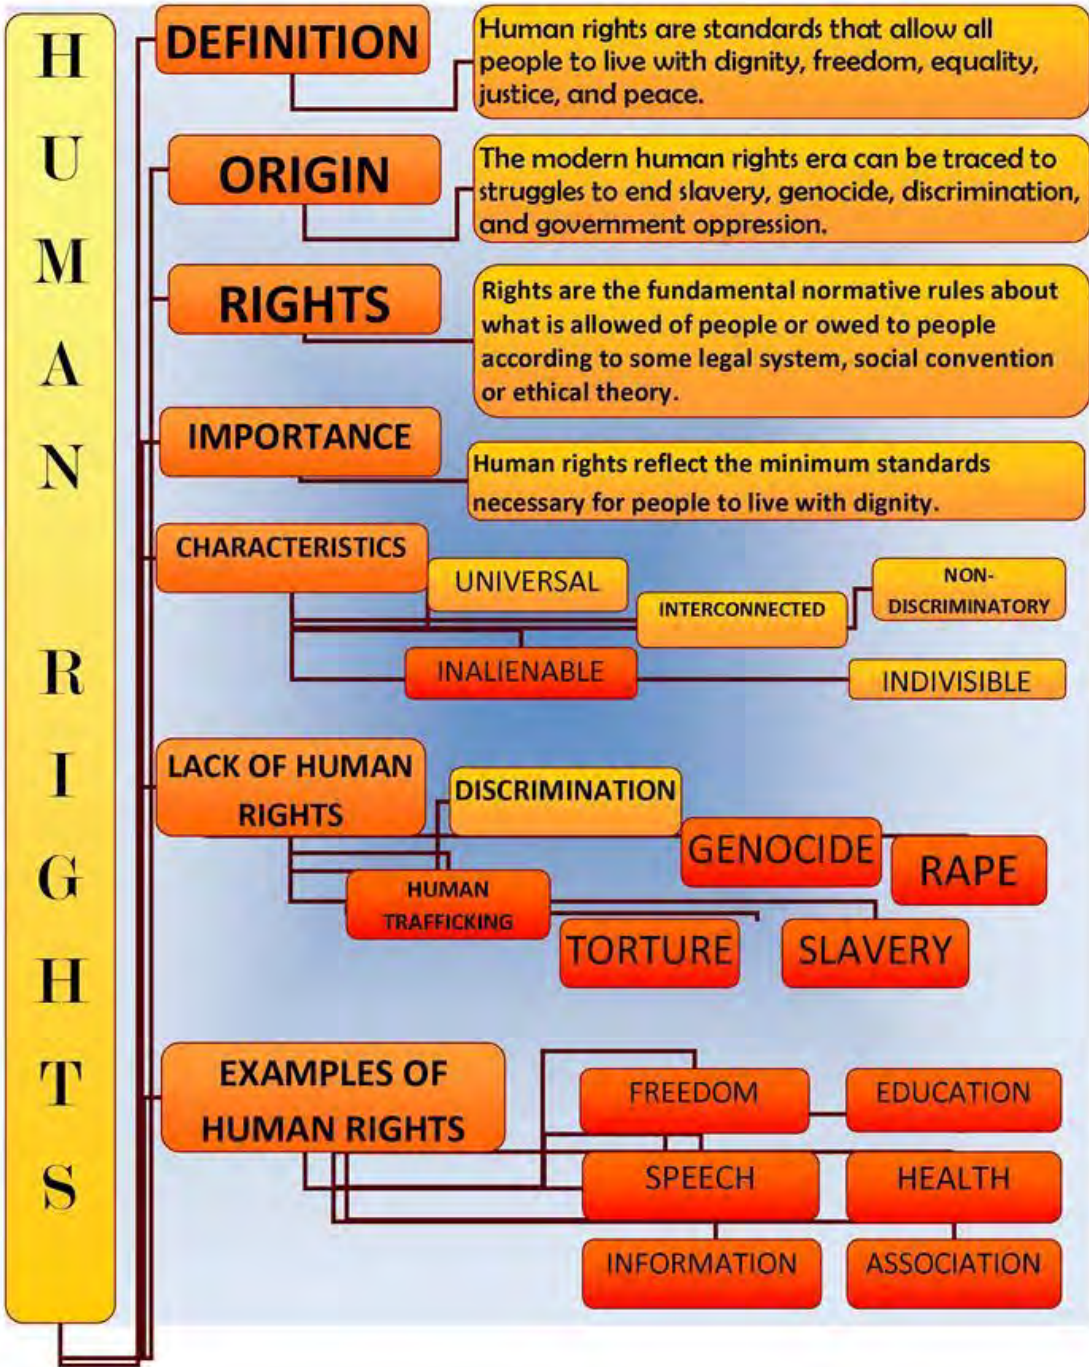 HUMAN RIGHTS
DEFINITION
Human rights are standards that allow all
people to live with dignity, freedom, equality,
justice, and peace.
ORIGIN
The modern human rights era can be traced to
struggles to end slavery, genocide, discrimination,
and government oppression.
RIGHTS
Rights are the fundamental normative rules about
what is allowed of people or owed to people
according to some legal system, social convention
or ethical theory.
IMPORTANCE
Human rights reflect the minimum standards
necessary for people to live with dignity.
CHARACTERISTICS
UNIVERSAL
INTERCONNECTED
NON-
DISCRIMINATORY
INALIENABLE
INDIVISIBLE
LACK OF HUMAN
RIGHTS
DISCRIMINATION
GENOCIDE
RAPE
HUMAN
TRAFFICKING
TORTURE
SLAVERY
EXAMPLES OF
HUMAN RIGHTS
FREEDOM
EDUCATION
SPEECH
HEALTH
INFORMATION
ASSOCIATION